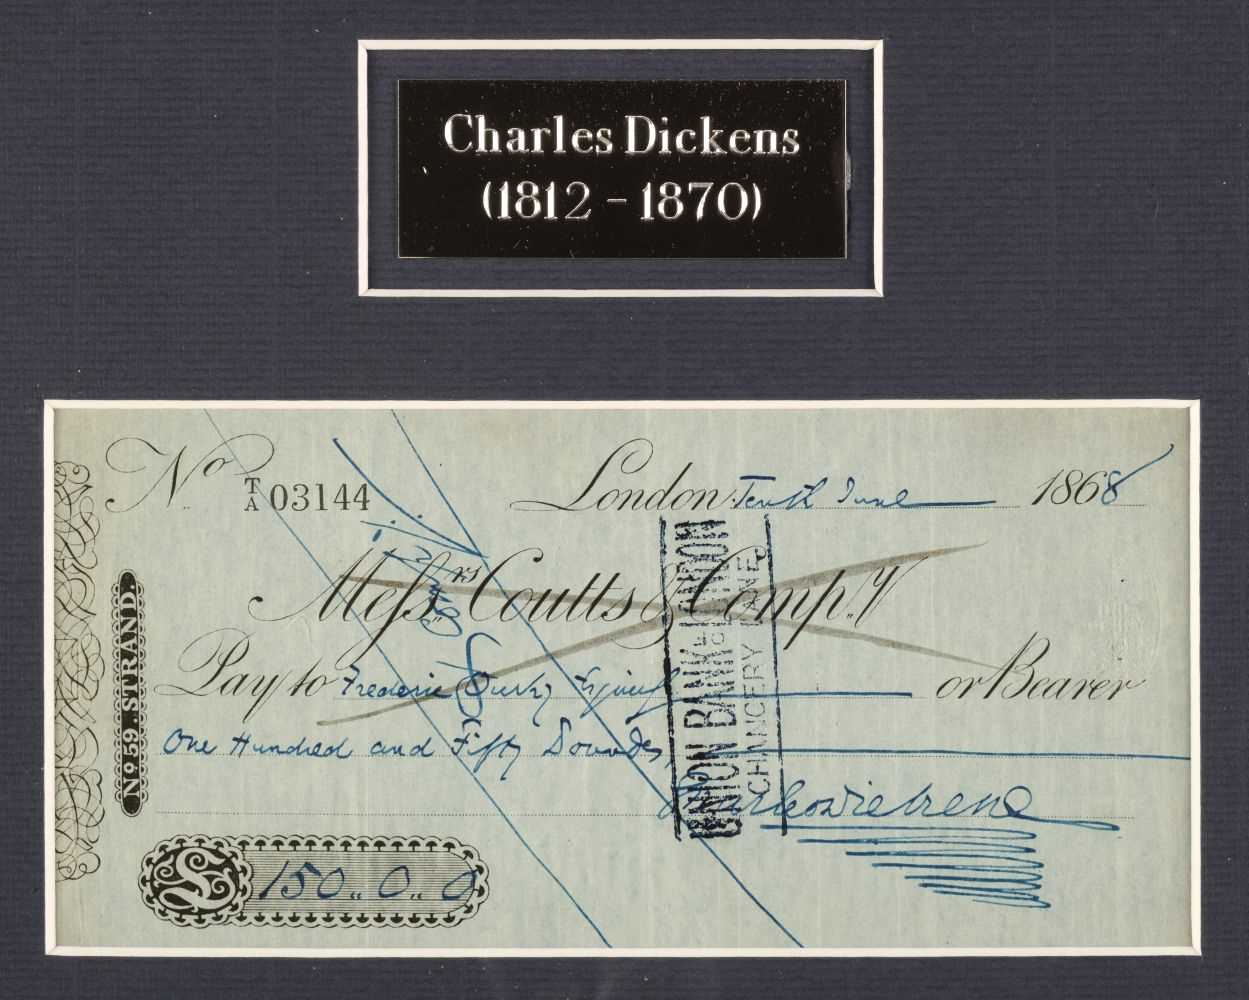 Charles Dickens
(1812 - 1870)
No T/A 03144
London Tenth June 1868
Messrs Coutts & Compy
Pay to Frederic Ouvry Esquire or Bearer
One Hundred and Fifty Pounds,
Charles Dickens
£ 150 .. 0 .. 0
No 59. STRAND.
UNION BANK OF LONDON
CHANCERY LANE